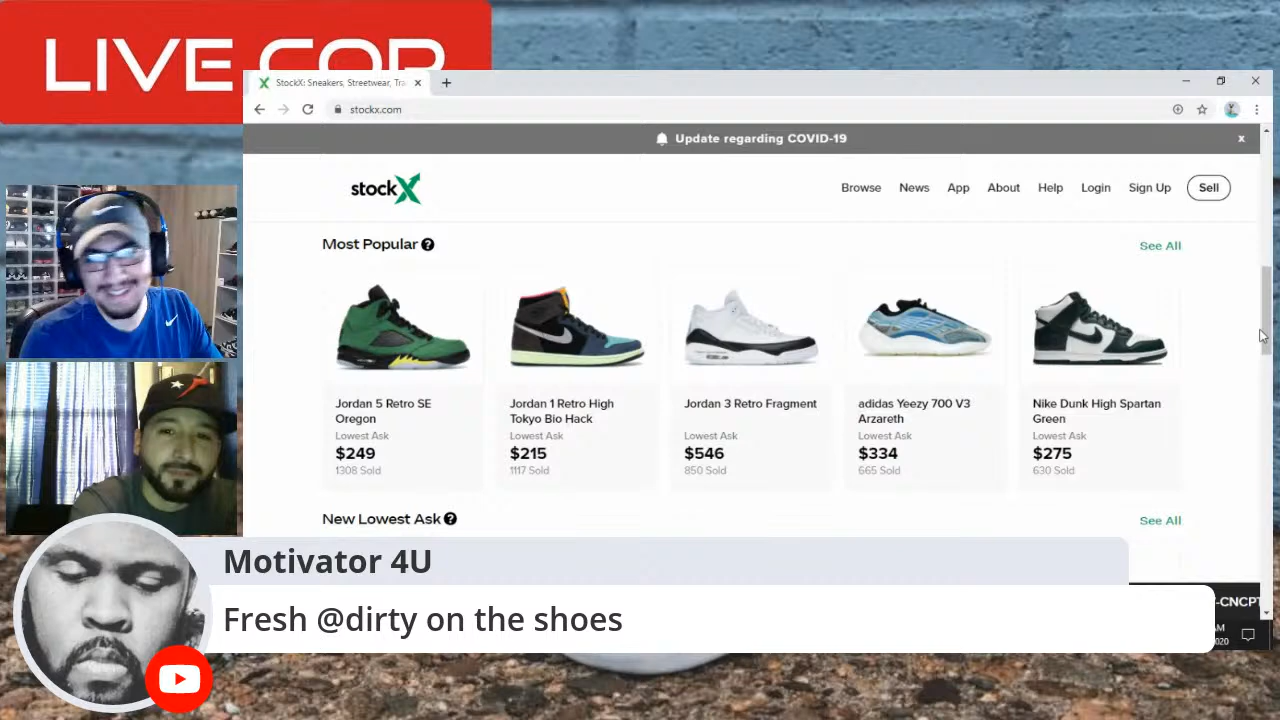 LIVE COP
StockX: Sneakers, Streetwear, Tra
stockx.com
Update regarding COVID-19
x
stockX
Browse News App About Help Login Sign Up Sell
Most Popular ?
See All
Jordan 5 Retro SE
Oregon
Lowest Ask
$249
1308 Sold
Jordan 1 Retro High
Tokyo Bio Hack
Lowest Ask
$215
1117 Sold
Jordan 3 Retro Fragment
Lowest Ask
$546
850 Sold
adidas Yeezy 700 V3
Arzareth
Lowest Ask
$334
665 Sold
Nike Dunk High Spartan
Green
Lowest Ask
$275
630 Sold
New Lowest Ask ?
See All
-CNCPT
AM
020
Motivator 4U
Fresh @dirty on the shoes